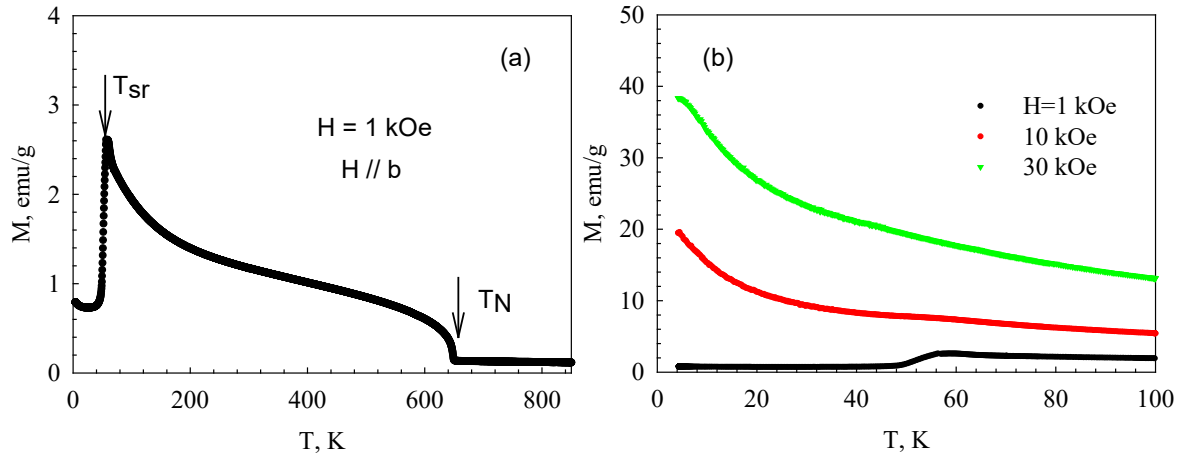 (a)
T_sr
H = 1 kOe
H // b
T_N
M, emu/g
4
3
2
1
0
0 200 400 600 800
T, K
(b)
H=1 kOe
10 kOe
30 kOe
M, emu/g
50
40
30
20
10
0
0 20 40 60 80 100
T, K